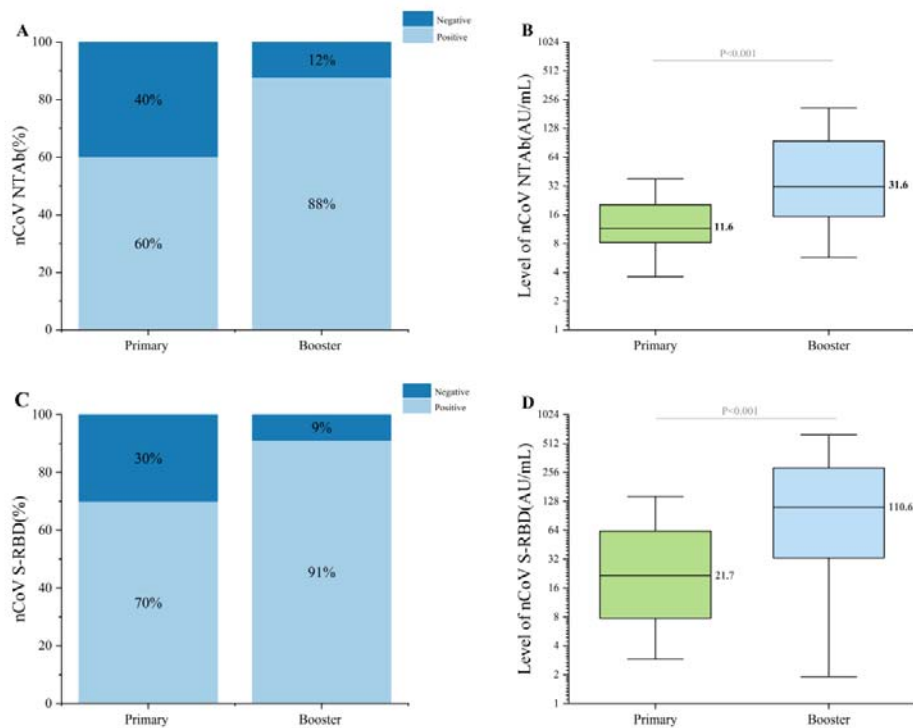 A
Negative
Positive
nCoV NTAb(%)
100
80
60
40
20
0
40%
12%
60%
88%
Primary
Booster
B
P<0.001
Level of nCoV NTAb(AU/mL)
1024
512
256
128
64
32
16
8
4
2
1
11.6
31.6
Primary
Booster
C
Negative
Positive
nCoV S-RBD(%)
100
80
60
40
20
0
30%
9%
70%
91%
Primary
Booster
D
P<0.001
Level of nCoV S-RBD(AU/mL)
1024
512
256
128
64
32
16
8
4
2
1
21.7
110.6
Primary
Booster